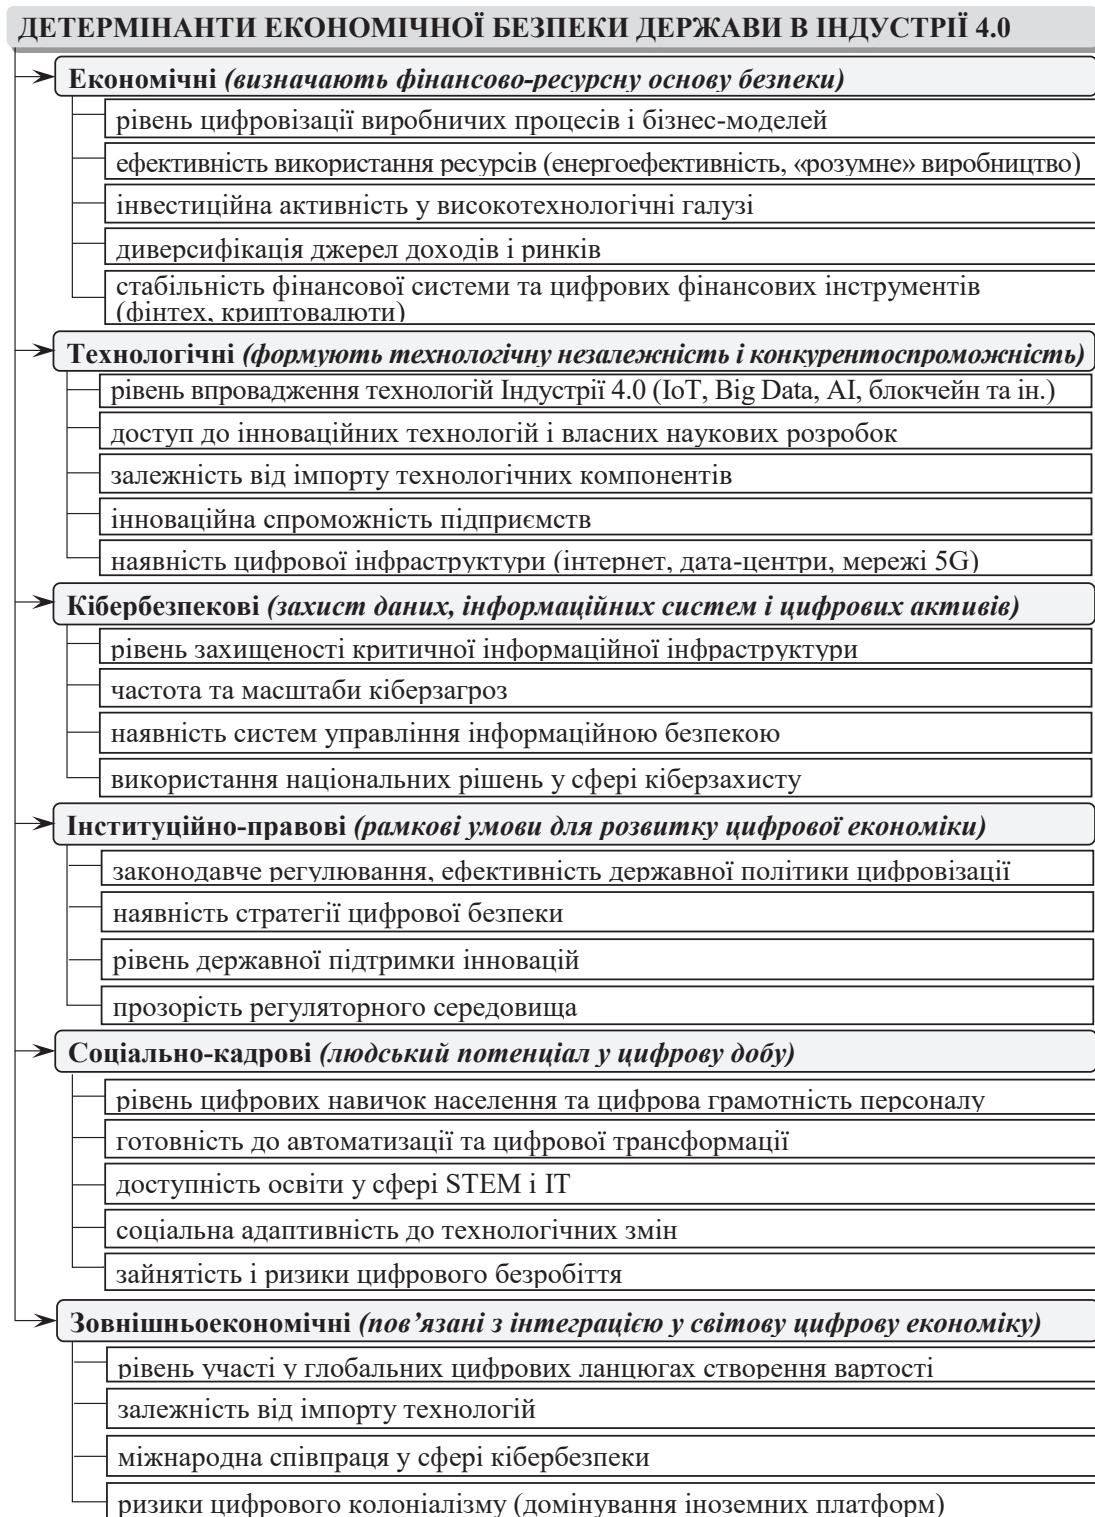 ДЕТЕРМІНАНТИ ЕКОНОМІЧНОЇ БЕЗПЕКИ ДЕРЖАВИ В ІНДУСТРІЇ 4.0
Економічні (визначають фінансово-ресурсну основу безпеки)
рівень цифровізації виробничих процесів і бізнес-моделей
ефективність використання ресурсів (енергоефективність, «розумне» виробництво)
інвестиційна активність у високотехнологічні галузі
диверсифікація джерел доходів і ринків
стабільність фінансової системи та цифрових фінансових інструментів
(фінтех, криптовалюти)
Технологічні (формують технологічну незалежність і конкурентоспроможність)
рівень впровадження технологій Індустрії 4.0 (IoT, Big Data, AI, блокчейн та ін.)
доступ до інноваційних технологій і власних наукових розробок
залежність від імпорту технологічних компонентів
інноваційна спроможність підприємств
наявність цифрової інфраструктури (інтернет, дата-центри, мережі 5G)
Кібербезпекові (захист даних, інформаційних систем і цифрових активів)
рівень захищеності критичної інформаційної інфраструктури
частота та масштаби кіберзагроз
наявність систем управління інформаційною безпекою
використання національних рішень у сфері кіберзахисту
Інституційно-правові (рамкові умови для розвитку цифрової економіки)
законодавче регулювання, ефективність державної політики цифровізації
наявність стратегії цифрової безпеки
рівень державної підтримки інновацій
прозорість регуляторного середовища
Соціально-кадрові (людський потенціал у цифрову добу)
рівень цифрових навичок населення та цифрова грамотність персоналу
готовність до автоматизації та цифрової трансформації
доступність освіти у сфері STEM і IT
соціальна адаптивність до технологічних змін
зайнятість і ризики цифрового безробіття
Зовнішньоекономічні (пов’язані з інтеграцією у світову цифрову економіку)
рівень участі у глобальних цифрових ланцюгах створення вартості
залежність від імпорту технологій
міжнародна співпраця у сфері кібербезпеки
ризики цифрового колоніалізму (домінування іноземних платформ)